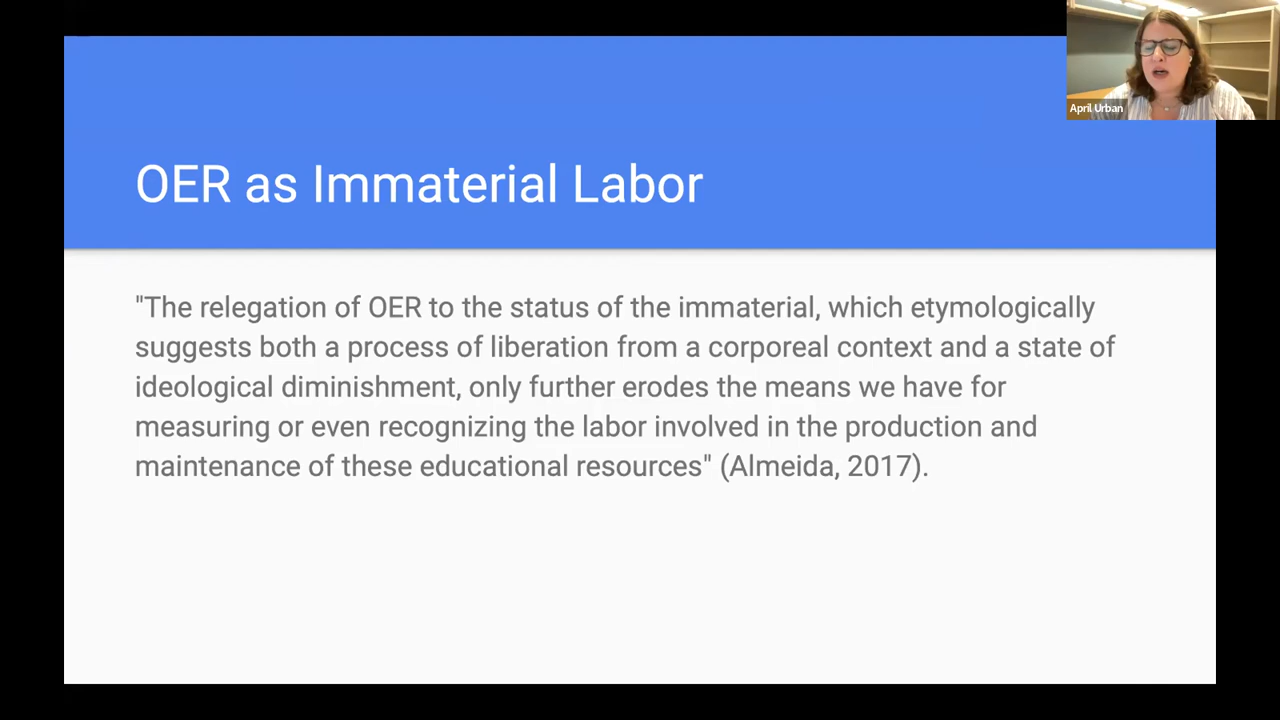 April Urban
OER as Immaterial Labor
"The relegation of OER to the status of the immaterial, which etymologically
suggests both a process of liberation from a corporeal context and a state of
ideological diminishment, only further erodes the means we have for
measuring or even recognizing the labor involved in the production and
maintenance of these educational resources" (Almeida, 2017).